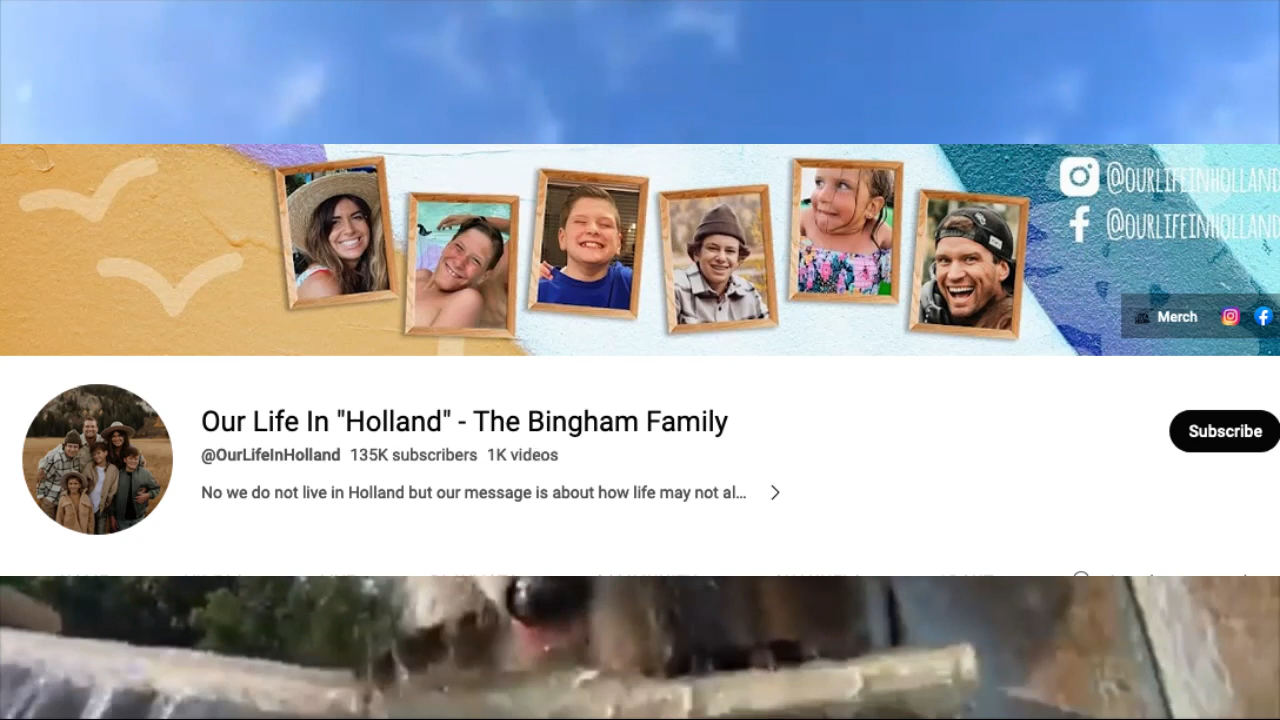 @OURLIFEINHOLLAND
@OURLIFEINHOLLAND
Merch
Our Life In "Holland" - The Bingham Family
@OurLifeInHolland 135K subscribers 1K videos
Subscribe
No we do not live in Holland but our message is about how life may not al...